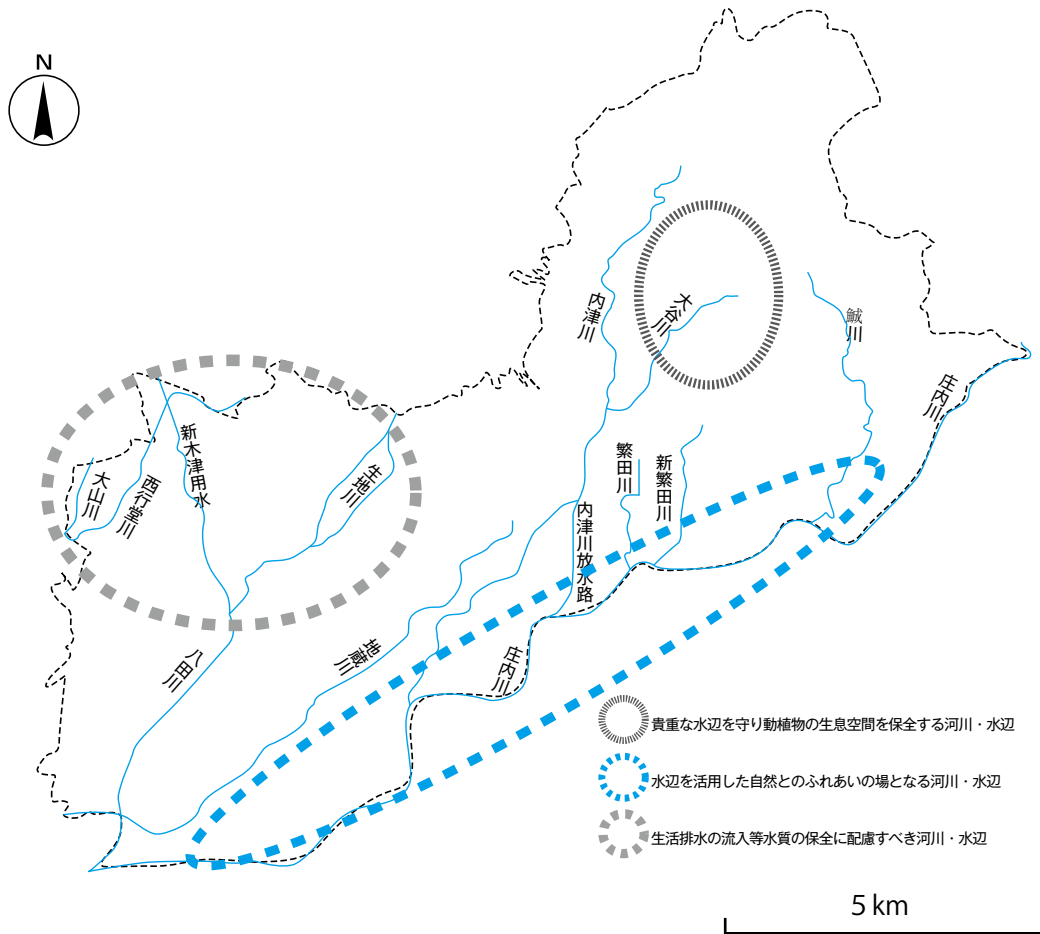 N
内津川
大谷川
鯎川
庄内川
新木津用水
生地川
大山川
西行堂川
繁田川
新繁田川
内津川放水路
地蔵川
八田川
庄内川
貴重な水辺を守り動植物の生息空間を保全する河川・水辺
水辺を活用した自然とのふれあいの場となる河川・水辺
生活排水の流入等水質の保全に配慮すべき河川・水辺
5 km